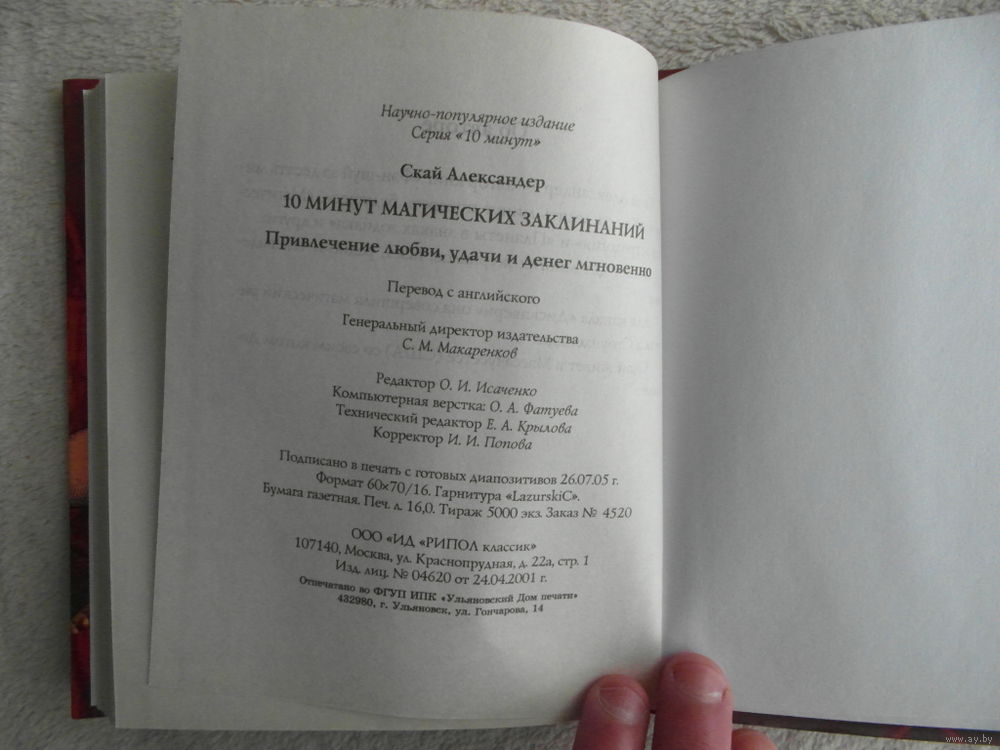 Научно-популярное издание
Серия «10 минут»
Скай Александер
10 МИНУТ МАГИЧЕСКИХ ЗАКЛИНАНИЙ
Привлечение любви, удачи и денег мгновенно
Перевод с английского
Генеральный директор издательства
С. М. Макаренков
Редактор О. И. Исаченко
Компьютерная верстка: О. А. Фатуева
Технический редактор Е. А. Крылова
Корректор И. И. Попова
Подписано в печать с готовых диапозитивов 26.07.05 г.
Формат 60×70/16. Гарнитура «LazurskiC».
Бумага газетная. Печ. л. 16,0. Тираж 5000 экз. Заказ № 4520
ООО «ИД «РИПОЛ классик»
107140, Москва, ул. Краснопрудная, д. 22а, стр. 1
Изд. лиц. № 04620 от 24.04.2001 г.
Отпечатано во ФГУП ИПК «Ульяновский Дом печати»
432980, г. Ульяновск, ул. Гончарова, 14
www.ay.by